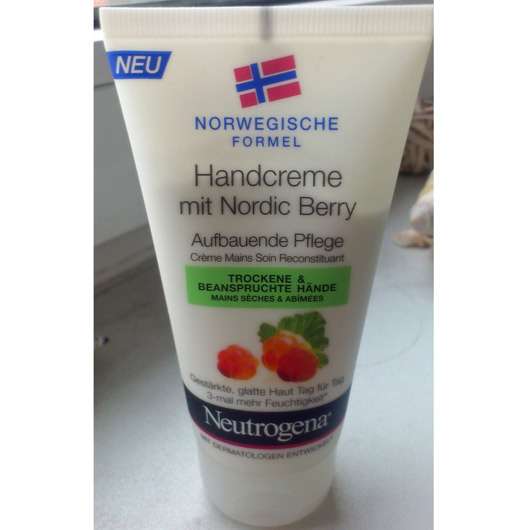 NEU
NORWEGISCHE
FORMEL
Handcreme
mit Nordic Berry
Aufbauende Pflege
Crème Mains Soin Reconstituant
TROCKENE &
BEANSPRUCHTE HÄNDE
MAINS SÈCHES & ABÎMÉES
Gestärkte, glatte Haut Tag für Tag
3-mal mehr Feuchtigkeit*
Neutrogena®
MIT DERMATOLOGEN ENTWICKELT